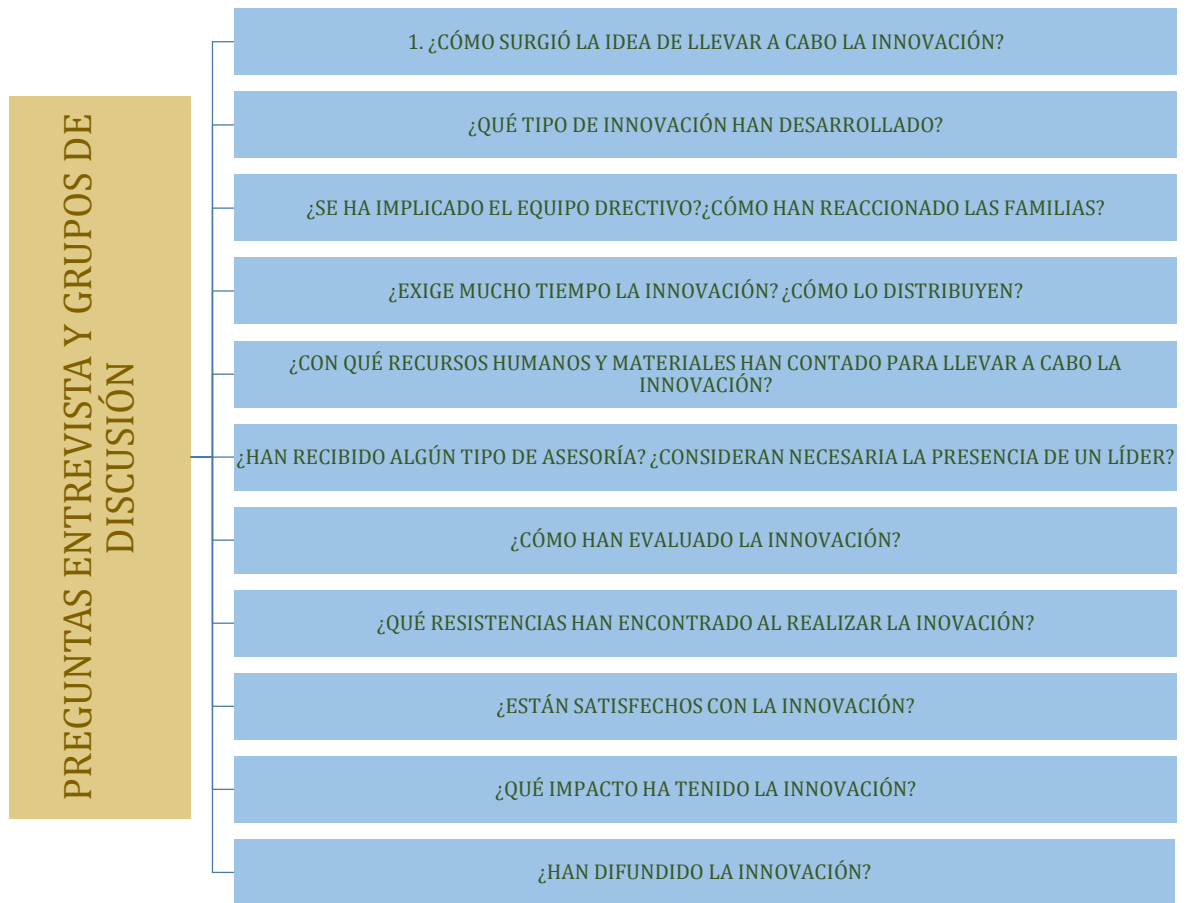 PREGUNTAS ENTREVISTA Y GRUPOS DE
DISCUSIÓN
1. ¿CÓMO SURGIÓ LA IDEA DE LLEVAR A CABO LA INNOVACIÓN?
¿QUÉ TIPO DE INNOVACIÓN HAN DESARROLLADO?
¿SE HA IMPLICADO EL EQUIPO DRECTIVO?¿CÓMO HAN REACCIONADO LAS FAMILIAS?
¿EXIGE MUCHO TIEMPO LA INNOVACIÓN? ¿CÓMO LO DISTRIBUYEN?
¿CON QUÉ RECURSOS HUMANOS Y MATERIALES HAN CONTADO PARA LLEVAR A CABO LA
INNOVACIÓN?
¿HAN RECIBIDO ALGÚN TIPO DE ASESORÍA? ¿CONSIDERAN NECESARIA LA PRESENCIA DE UN LÍDER?
¿CÓMO HAN EVALUADO LA INNOVACIÓN?
¿QUÉ RESISTENCIAS HAN ENCONTRADO AL REALIZAR LA INOVACIÓN?
¿ESTÁN SATISFECHOS CON LA INNOVACIÓN?
¿QUÉ IMPACTO HA TENIDO LA INNOVACIÓN?
¿HAN DIFUNDIDO LA INNOVACIÓN?